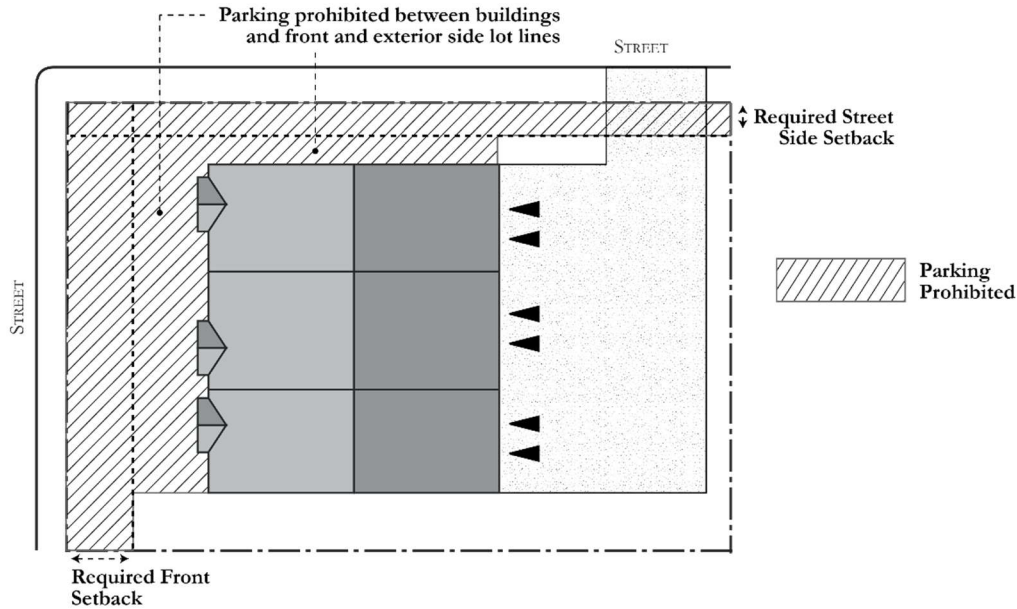 Parking prohibited between buildings
and front and exterior side lot lines
STREET
Required Street
Side Setback
Parking
Prohibited
STREET
Required Front
Setback